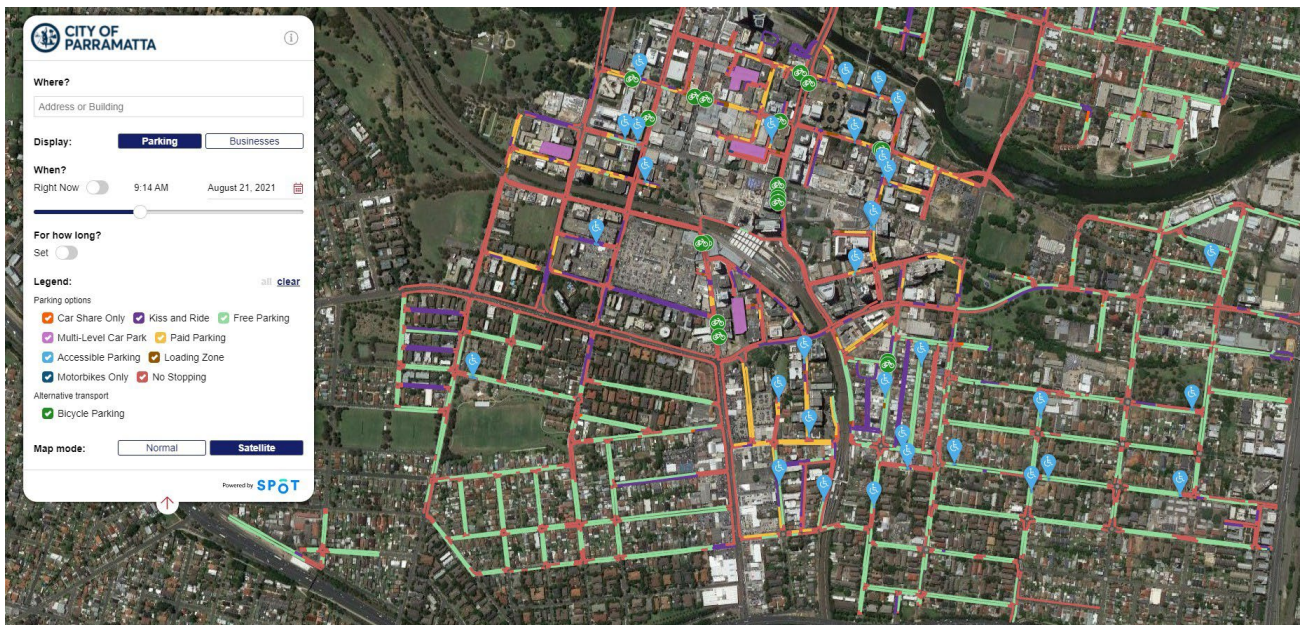 CITY OF
PARRAMATTA
Where?
Address or Building
Display: Parking Businesses
When?
Right Now 9:14 AM August 21, 2021
For how long?
Set
Legend: all clear
Parking options
Car Share Only Kiss and Ride Free Parking
Multi-Level Car Park Paid Parking
Accessible Parking Loading Zone
Motorbikes Only No Stopping
Alternative transport
Bicycle Parking
Map mode: Normal Satellite
Powered by SPOT